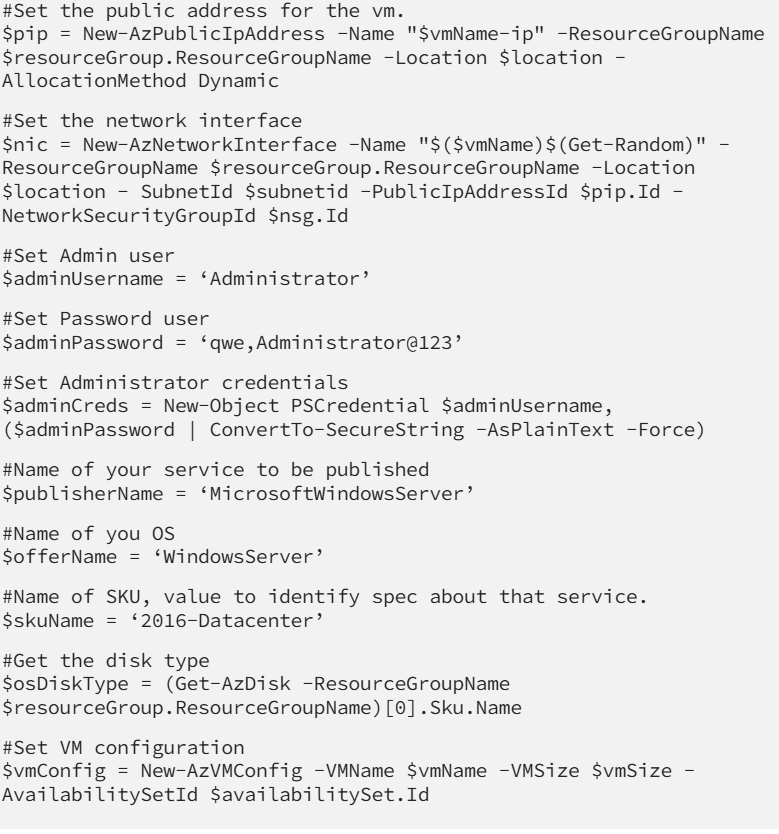 #Set the public address for the vm.
$pip = New-AzPublicIpAddress -Name "$vmName-ip" -ResourceGroupName
$resourceGroup.ResourceGroupName -Location $location -
AllocationMethod Dynamic
#Set the network interface
$nic = New-AzNetworkInterface -Name "$($vmName)$(Get-Random)" -
ResourceGroupName $resourceGroup.ResourceGroupName -Location
$location - SubnetId $subnetid -PublicIpAddressId $pip.Id -
NetworkSecurityGroupId $nsg.Id
#Set Admin user
$adminUsername = ‘Administrator’
#Set Password user
$adminPassword = ‘qwe,Administrator@123’
#Set Administrator credentials
$adminCreds = New-Object PSCredential $adminUsername,
($adminPassword | ConvertTo-SecureString -AsPlainText -Force)
#Name of your service to be published
$publisherName = ‘MicrosoftWindowsServer’
#Name of you OS
$offerName = ‘WindowsServer’
#Name of SKU, value to identify spec about that service.
$skuName = ‘2016-Datacenter’
#Get the disk type
$osDiskType = (Get-AzDisk -ResourceGroupName
$resourceGroup.ResourceGroupName)[0].Sku.Name
#Set VM configuration
$vmConfig = New-AzVMConfig -VMName $vmName -VMSize $vmSize -
AvailabilitySetId $availabilitySet.Id